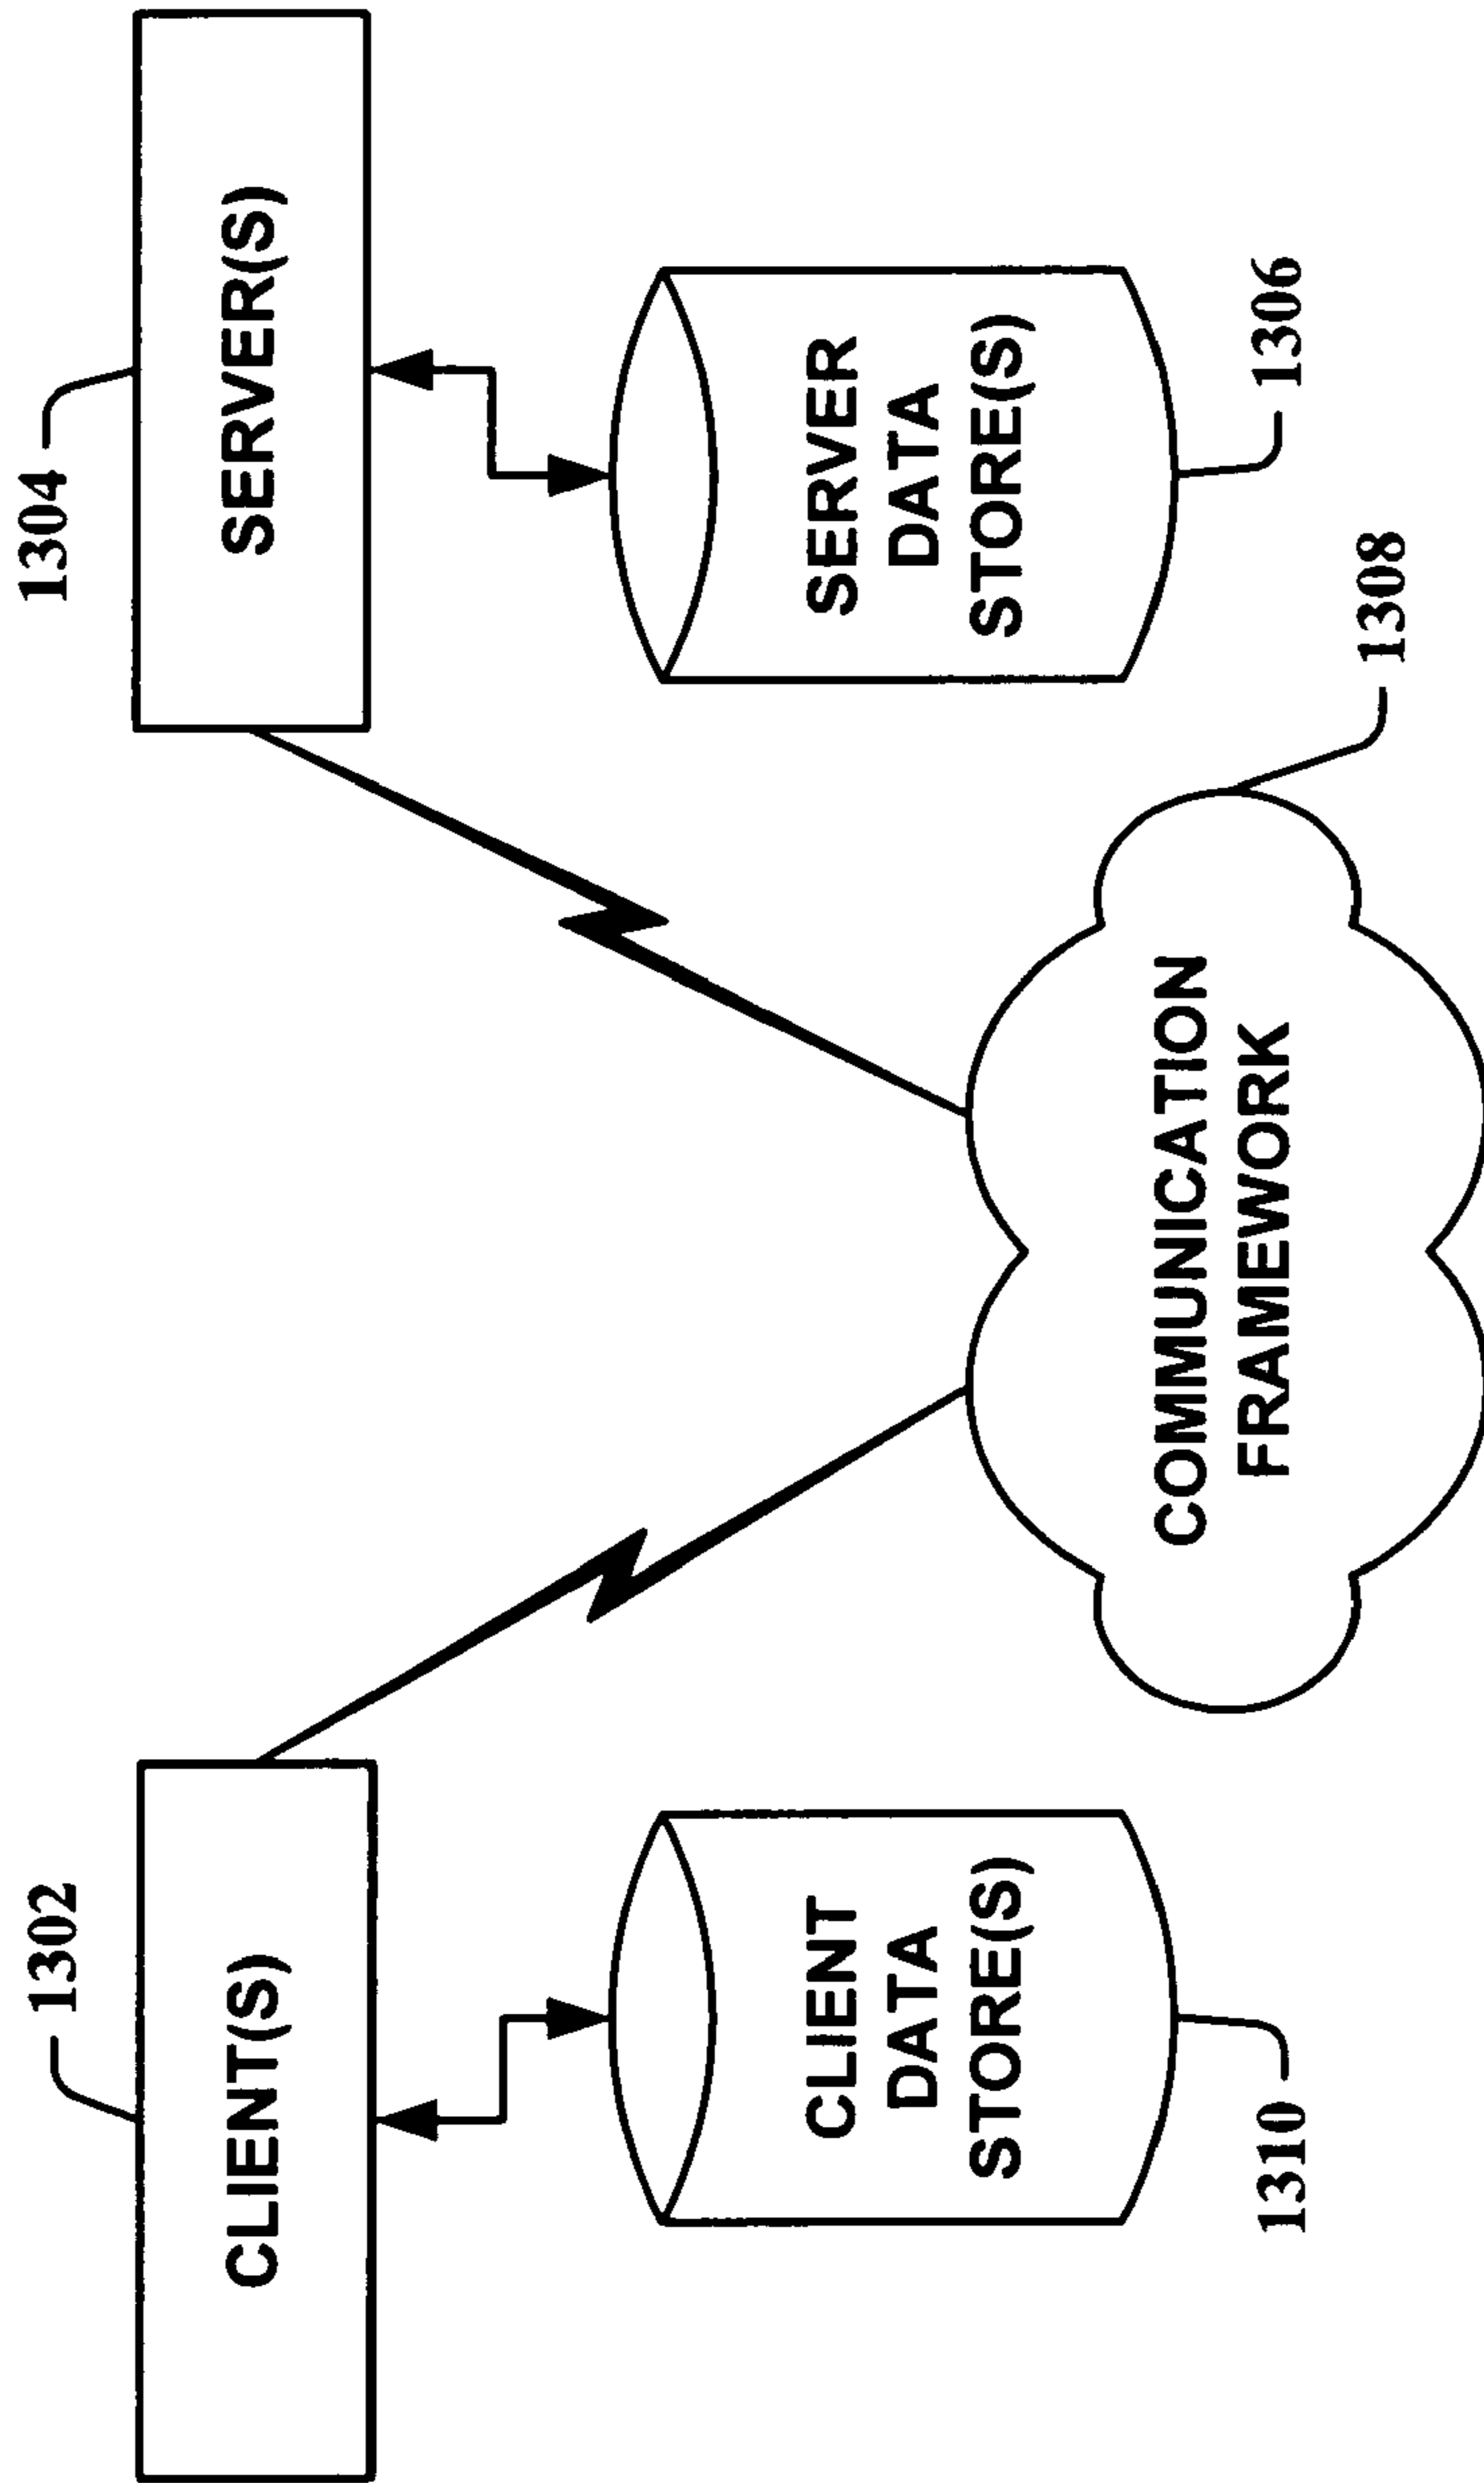 1302
CLIENT(S)
1304
SERVER(S)
CLIENT
DATA
STORE(S)
1310
SERVER
DATA
STORE(S)
1306
COMMUNICATION
FRAMEWORK
1308